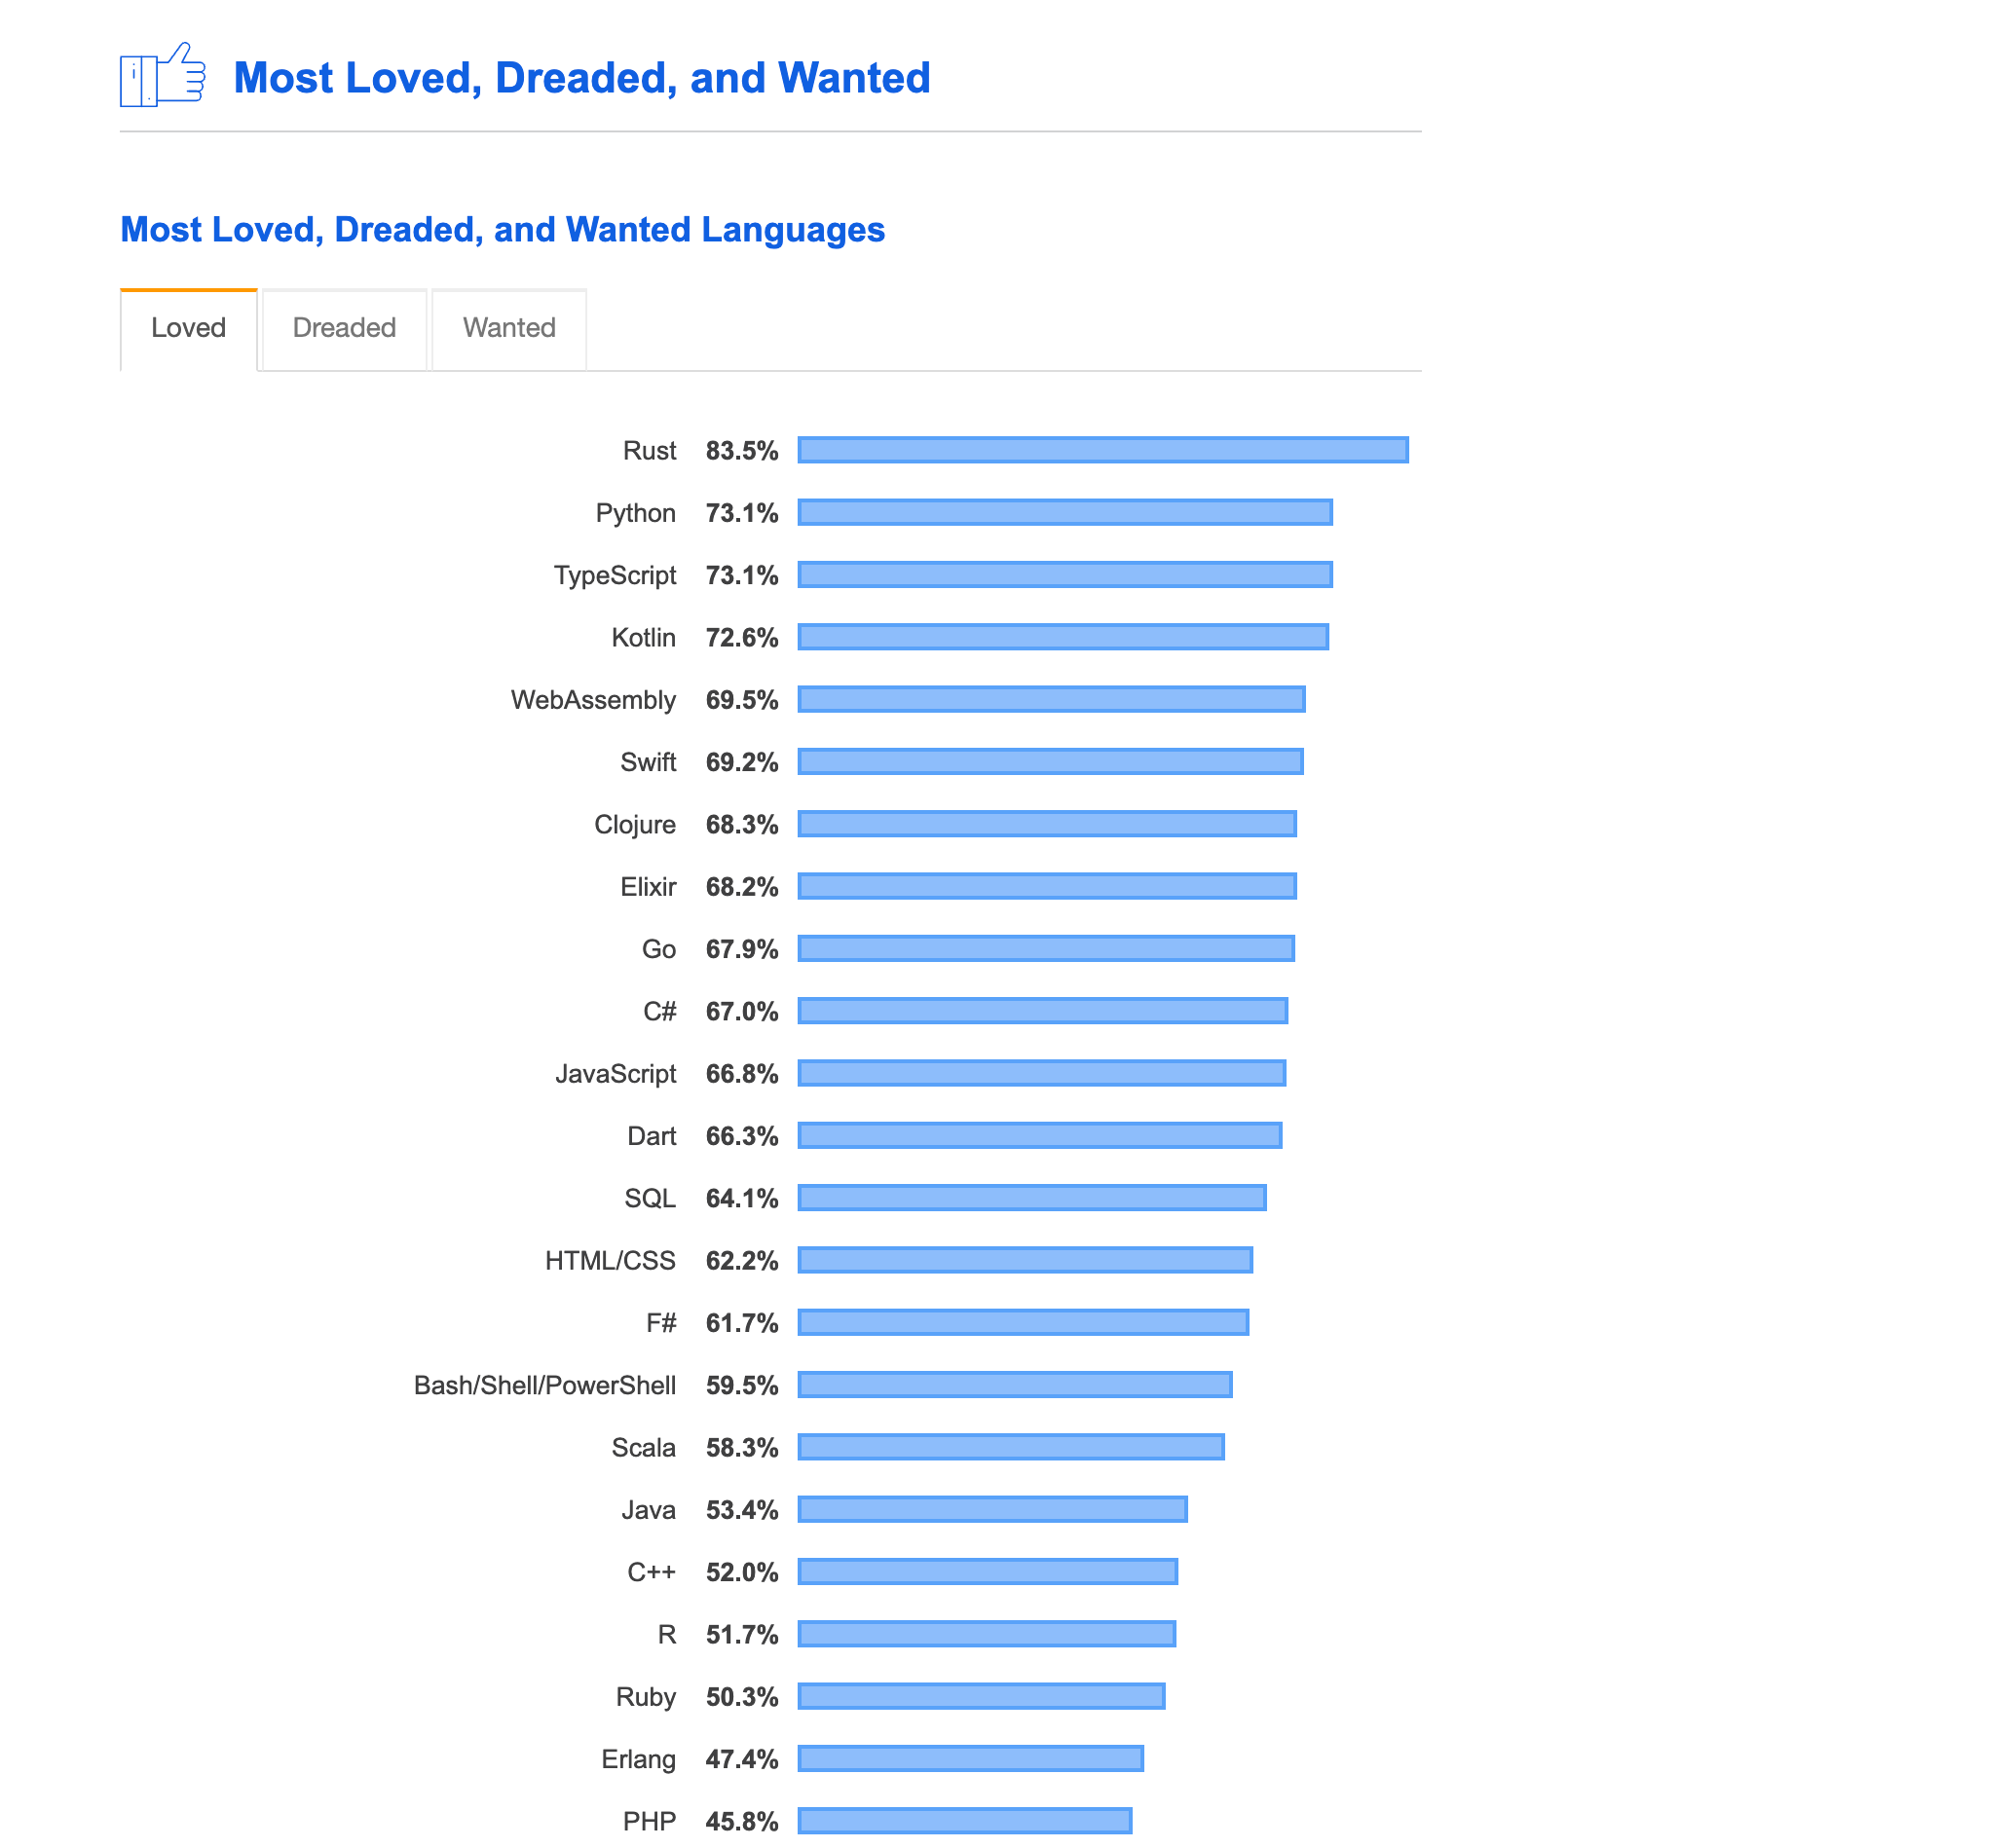 Most Loved, Dreaded, and Wanted
Most Loved, Dreaded, and Wanted Languages
Loved Dreaded Wanted
Rust 83.5%
Python 73.1%
TypeScript 73.1%
Kotlin 72.6%
WebAssembly 69.5%
Swift 69.2%
Clojure 68.3%
Elixir 68.2%
Go 67.9%
C# 67.0%
JavaScript 66.8%
Dart 66.3%
SQL 64.1%
HTML/CSS 62.2%
F# 61.7%
Bash/Shell/PowerShell 59.5%
Scala 58.3%
Java 53.4%
C++ 52.0%
R 51.7%
Ruby 50.3%
Erlang 47.4%
PHP 45.8%